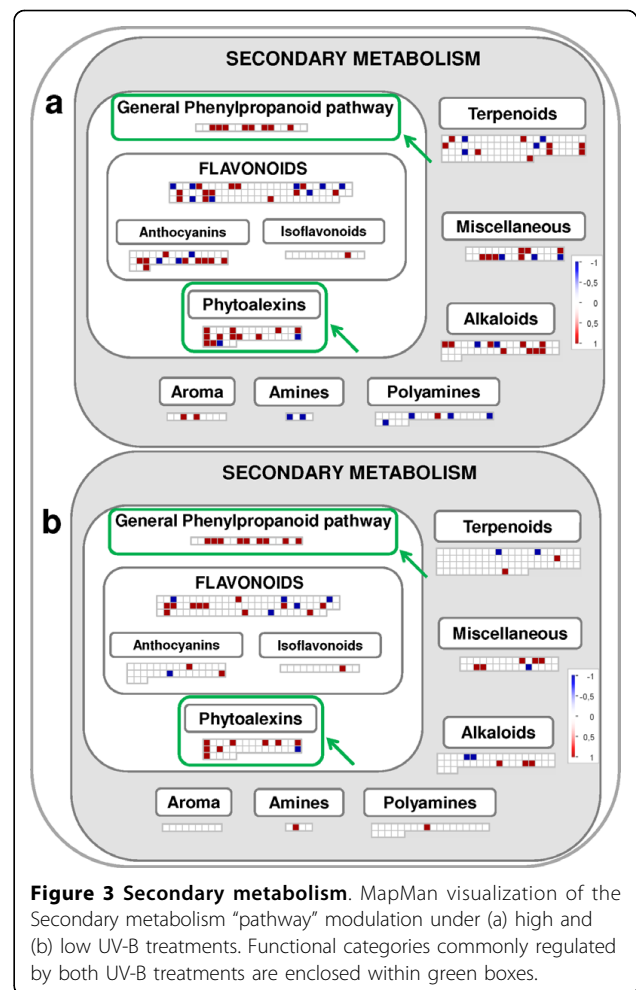 SECONDARY METABOLISM
a
General Phenylpropanoid pathway
Terpenoids
FLAVONOIDS
Anthocyanins
Isoflavonoids
Miscellaneous
-1
-0,5
0
0,5
1
Phytoalexins
Alkaloids
Aroma
Amines
Polyamines
SECONDARY METABOLISM
b
General Phenylpropanoid pathway
Terpenoids
FLAVONOIDS
Anthocyanins
Isoflavonoids
Miscellaneous
-1
-0,5
0
0,5
1
Phytoalexins
Alkaloids
Aroma
Amines
Polyamines
Figure 3 Secondary metabolism. MapMan visualization of the
Secondary metabolism “pathway” modulation under (a) high and
(b) low UV-B treatments. Functional categories commonly regulated
by both UV-B treatments are enclosed within green boxes.